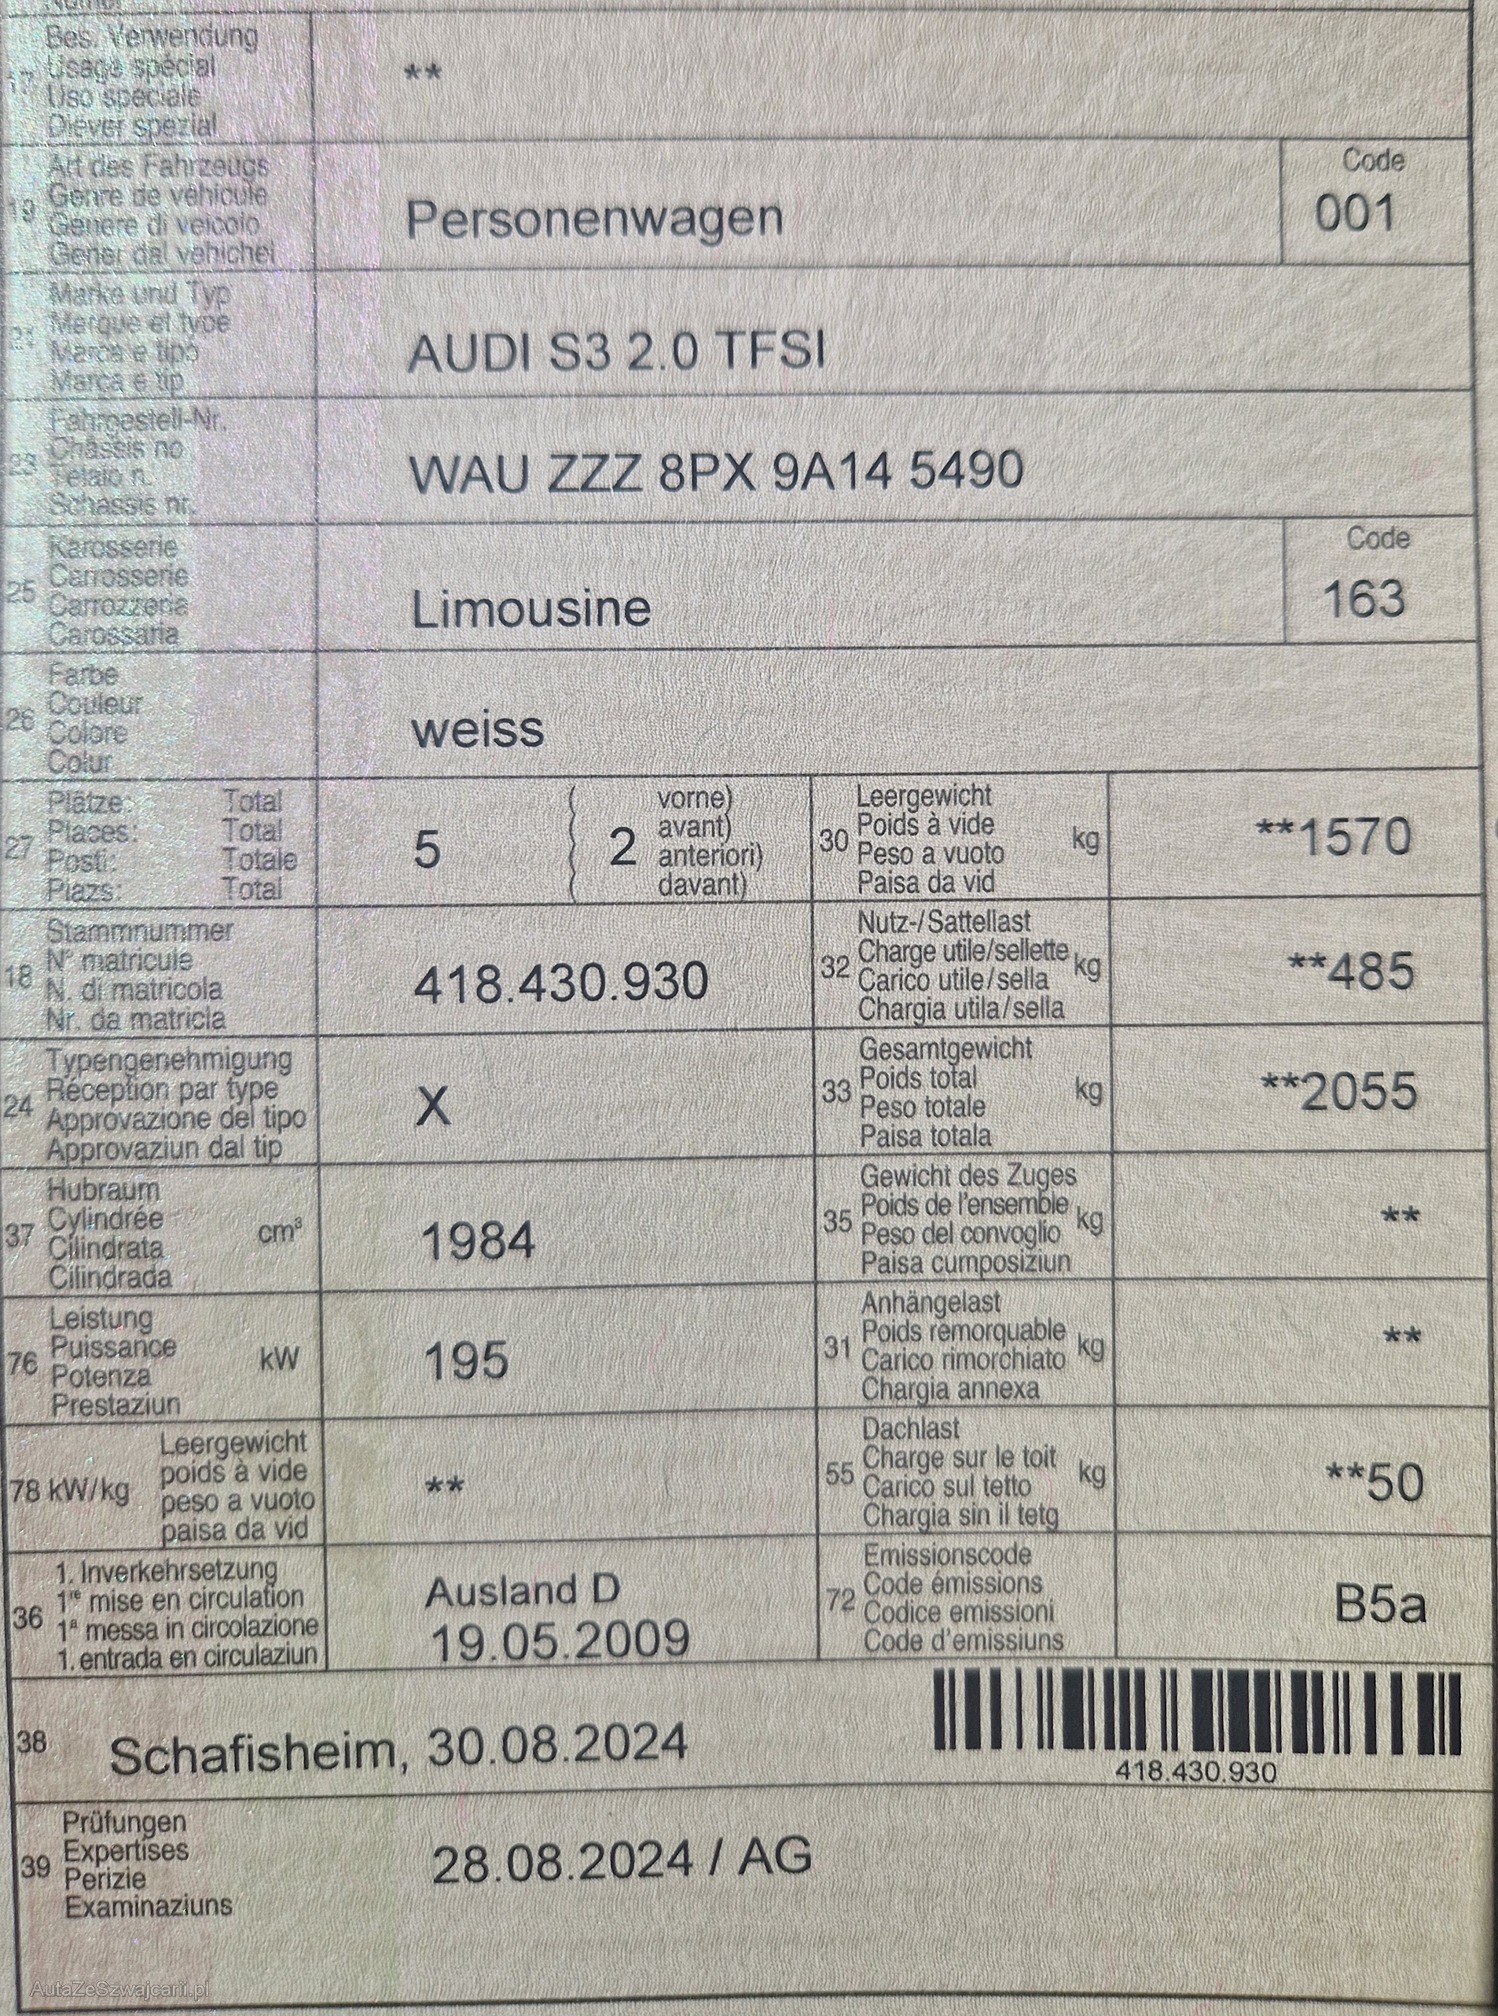 Bes. Verwendung
17 Usage spécial **
Uso speciale
Diever spezial
Art des Fahrzeugs Code
19 Genre de véhicule Personenwagen 001
Genere di veicolo
Gener dal vehichel
Marke und Typ
21 Marque et type AUDI S3 2.0 TFSI
Marca e tipo
Marca e tip
Fahrgestell-Nr.
23 Châssis no WAU ZZZ 8PX 9A14 5490
Telaio n.
Schassis nr.
Karosserie Code
25 Carrosserie Limousine 163
Carrozzeria
Carossaria
Farbe
26 Couleur weiss
Colore
Colur
Plätze: Total
27 Places: Total
Posti: Totale
Plazs: Total
5 ( 2 vorne)
avant)
anteriori)
davant)
Leergewicht
30 Poids à vide kg **1570
Peso a vuoto
Paisa da vid
Stammnummer
18 N° matricule 418.430.930
N. di matricola
Nr. da matricla
Nutz-/Sattellast
32 Charge utile/sellette kg **485
Carico utile/sella
Chargia utila/sella
Typengenehmigung
24 Réception par type X
Approvazione del tipo
Approvaziun dal tip
Gesamtgewicht
33 Poids total kg **2055
Peso totale
Paisa totala
Hubraum
37 Cylindrée cm³ 1984
Cilindrata
Cilindrada
Gewicht des Zuges
35 Poids de l'ensemble kg **
Peso del convoglio
Paisa cumposiziun
Leistung
76 Puissance kW 195
Potenza
Prestaziun
Anhängelast
31 Poids remorquable kg **
Carico rimorchiato
Chargia annexa
Leergewicht
78 kW/kg poids à vide **
peso a vuoto
paisa da vid
Dachlast
55 Charge sur le toit kg **50
Carico sul tetto
Chargia sin il tetg
1. Inverkehrsetzung
36 1re mise en circulation Ausland D
1a messa in circolazione 19.05.2009
1. entrada en circulaziun
Emissionscode
72 Code émissions B5a
Codice emissioni
Code d'emissiuns
38 Schafisheim, 30.08.2024
418.430.930
Prüfungen
39 Expertises 28.08.2024 / AG
Perizie
Examinaziuns
AutaZeSzwajcarii.pl